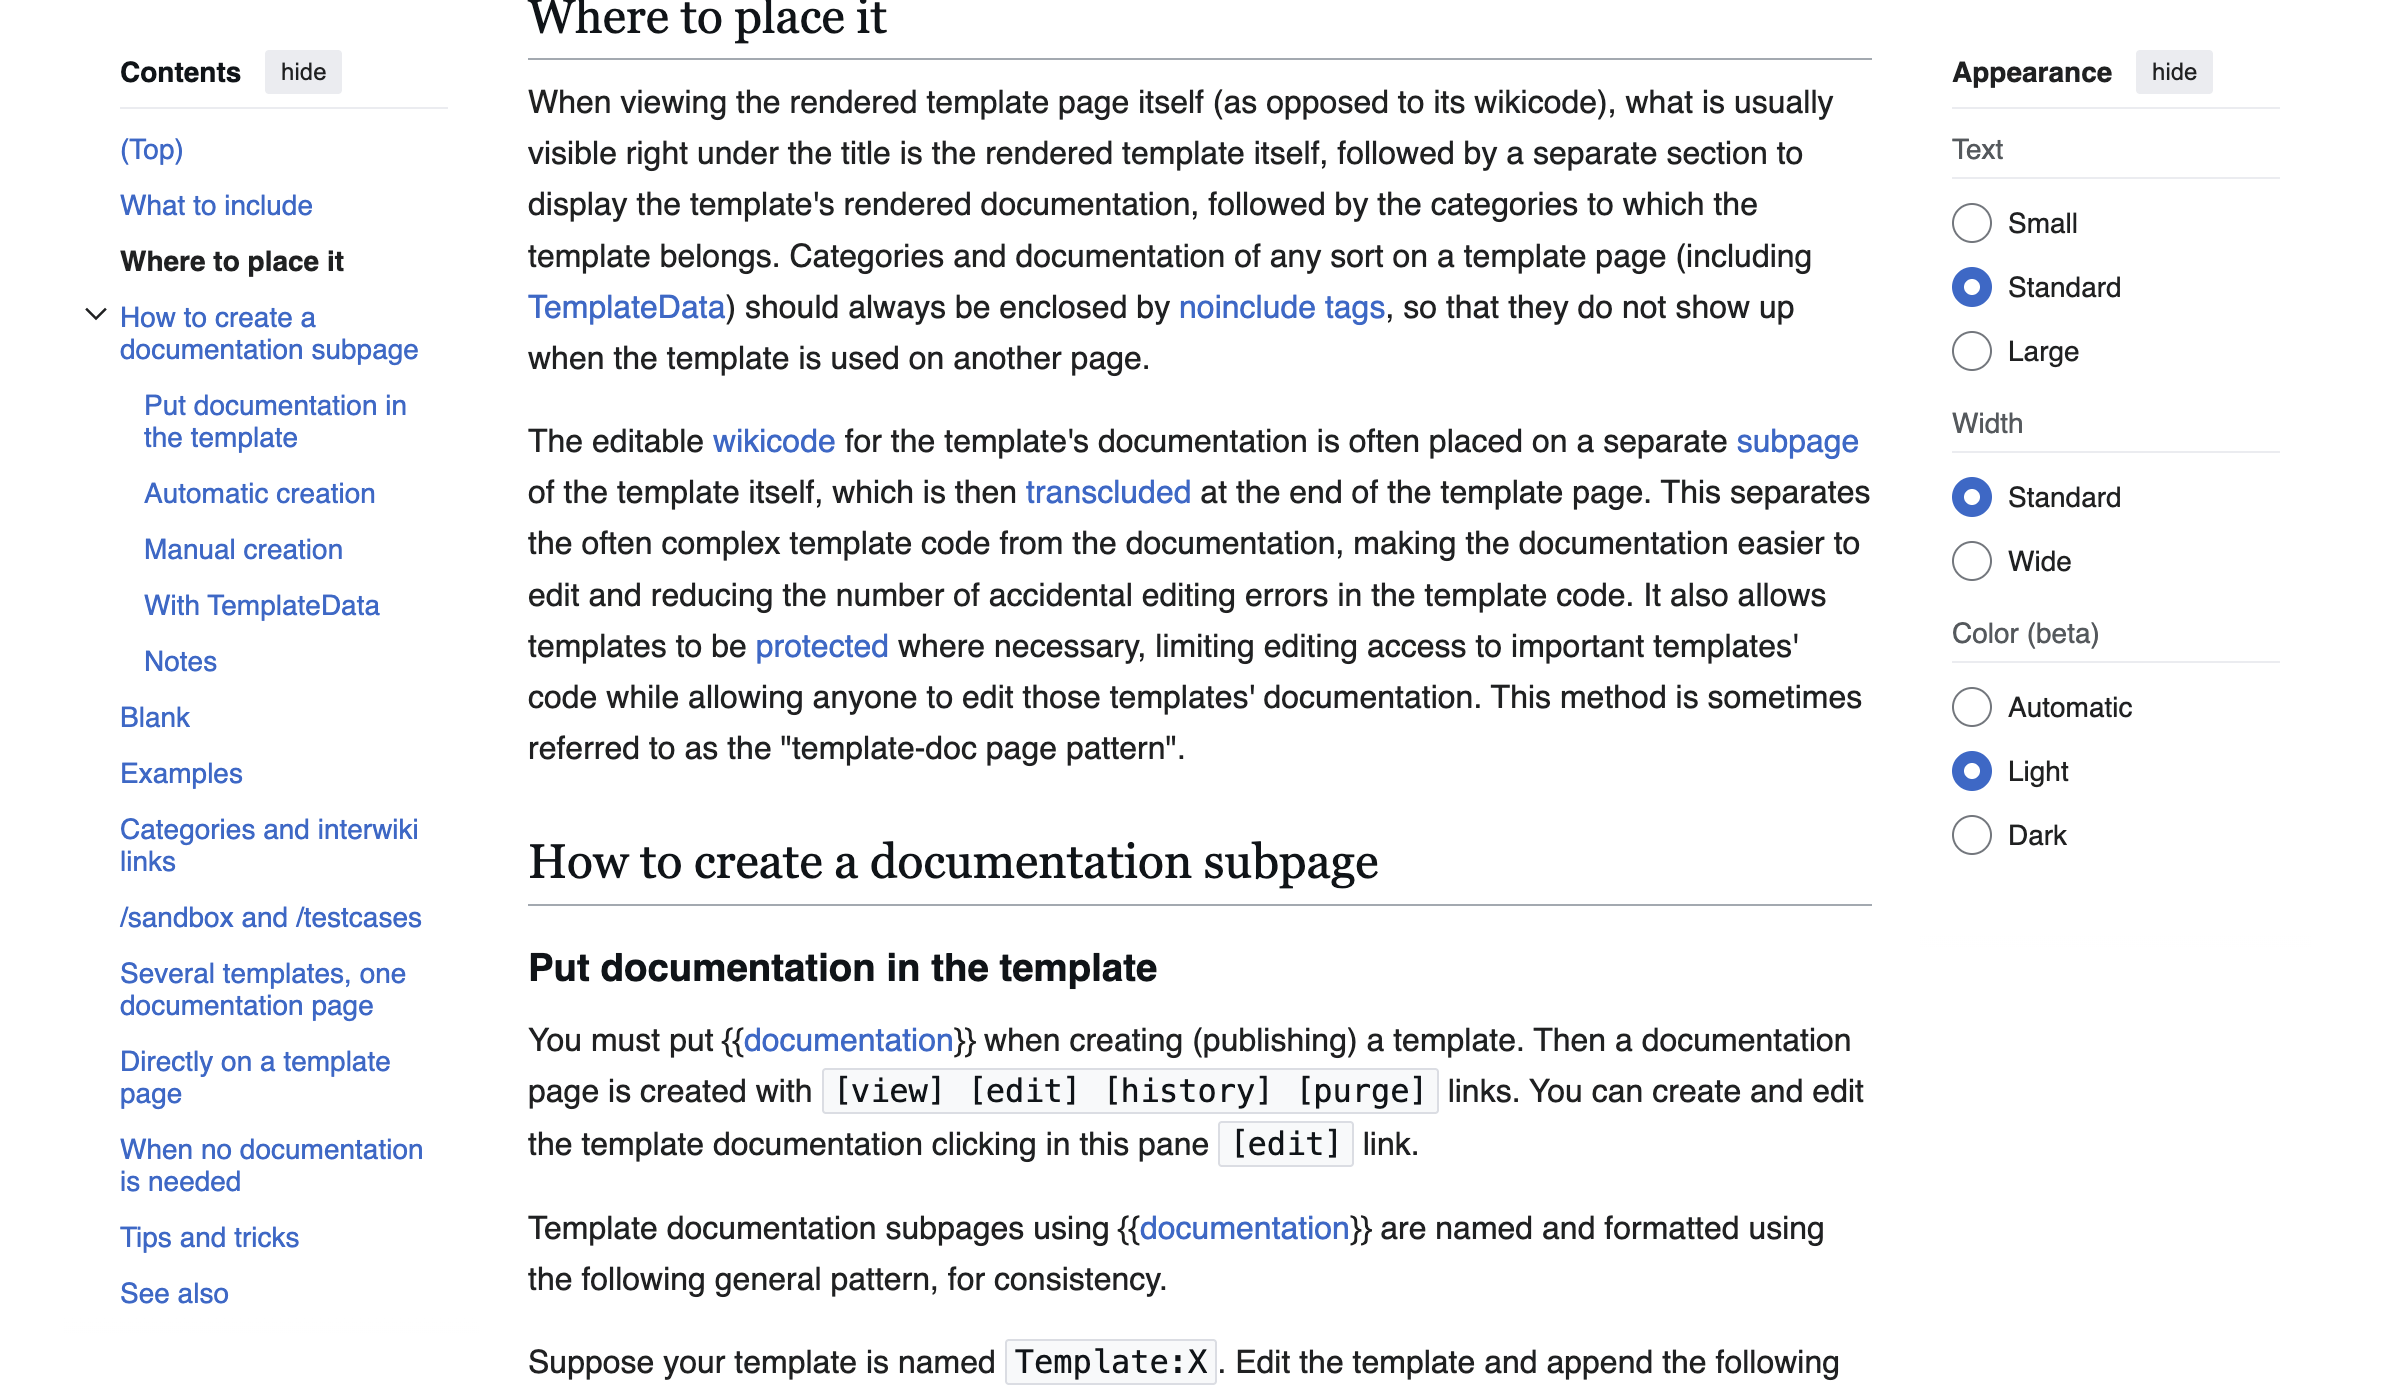 Contents hide
(Top)
What to include
Where to place it
How to create a
documentation subpage
Put documentation in
the template
Automatic creation
Manual creation
With TemplateData
Notes
Blank
Examples
Categories and interwiki
links
/sandbox and /testcases
Several templates, one
documentation page
Directly on a template
page
When no documentation
is needed
Tips and tricks
See also
Where to place it
When viewing the rendered template page itself (as opposed to its wikicode), what is usually
visible right under the title is the rendered template itself, followed by a separate section to
display the template's rendered documentation, followed by the categories to which the
template belongs. Categories and documentation of any sort on a template page (including
TemplateData) should always be enclosed by noinclude tags, so that they do not show up
when the template is used on another page.
The editable wikicode for the template's documentation is often placed on a separate subpage
of the template itself, which is then transcluded at the end of the template page. This separates
the often complex template code from the documentation, making the documentation easier to
edit and reducing the number of accidental editing errors in the template code. It also allows
templates to be protected where necessary, limiting editing access to important templates'
code while allowing anyone to edit those templates' documentation. This method is sometimes
referred to as the "template-doc page pattern".
How to create a documentation subpage
Put documentation in the template
You must put {{documentation}} when creating (publishing) a template. Then a documentation
page is created with [view] [edit] [history] [purge] links. You can create and edit
the template documentation clicking in this pane [edit] link.
Template documentation subpages using {{documentation}} are named and formatted using
the following general pattern, for consistency.
Suppose your template is named Template:X. Edit the template and append the following
Appearance hide
Text
Small
Standard
Large
Width
Standard
Wide
Color (beta)
Automatic
Light
Dark